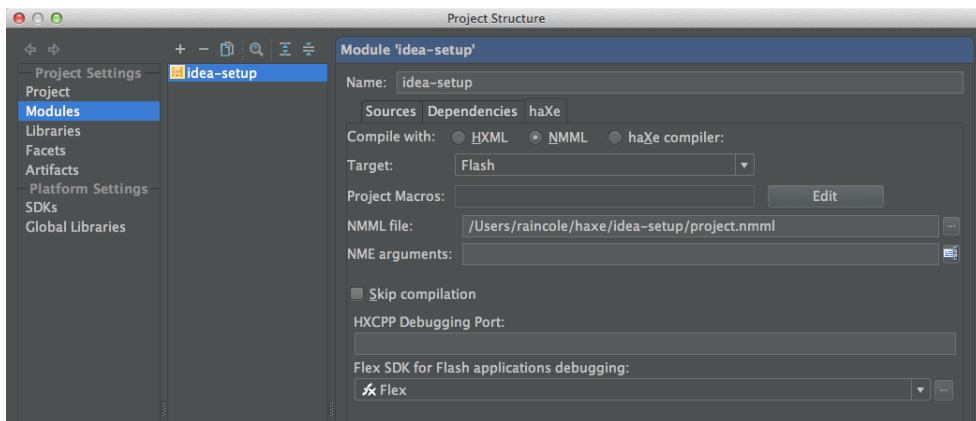 Project Structure
Project Settings
Project
Modules
Libraries
Facets
Artifacts
Platform Settings
SDKs
Global Libraries
idea-setup
Module 'idea-setup'
Name: idea-setup
Sources Dependencies haXe
Compile with: HXML NMML haXe compiler:
Target: Flash
Project Macros: Edit
NMML file: /Users/raincole/haxe/idea-setup/project.nmml ...
NME arguments:
Skip compilation
HXCPP Debugging Port:
Flex SDK for Flash applications debugging:
fx Flex ...